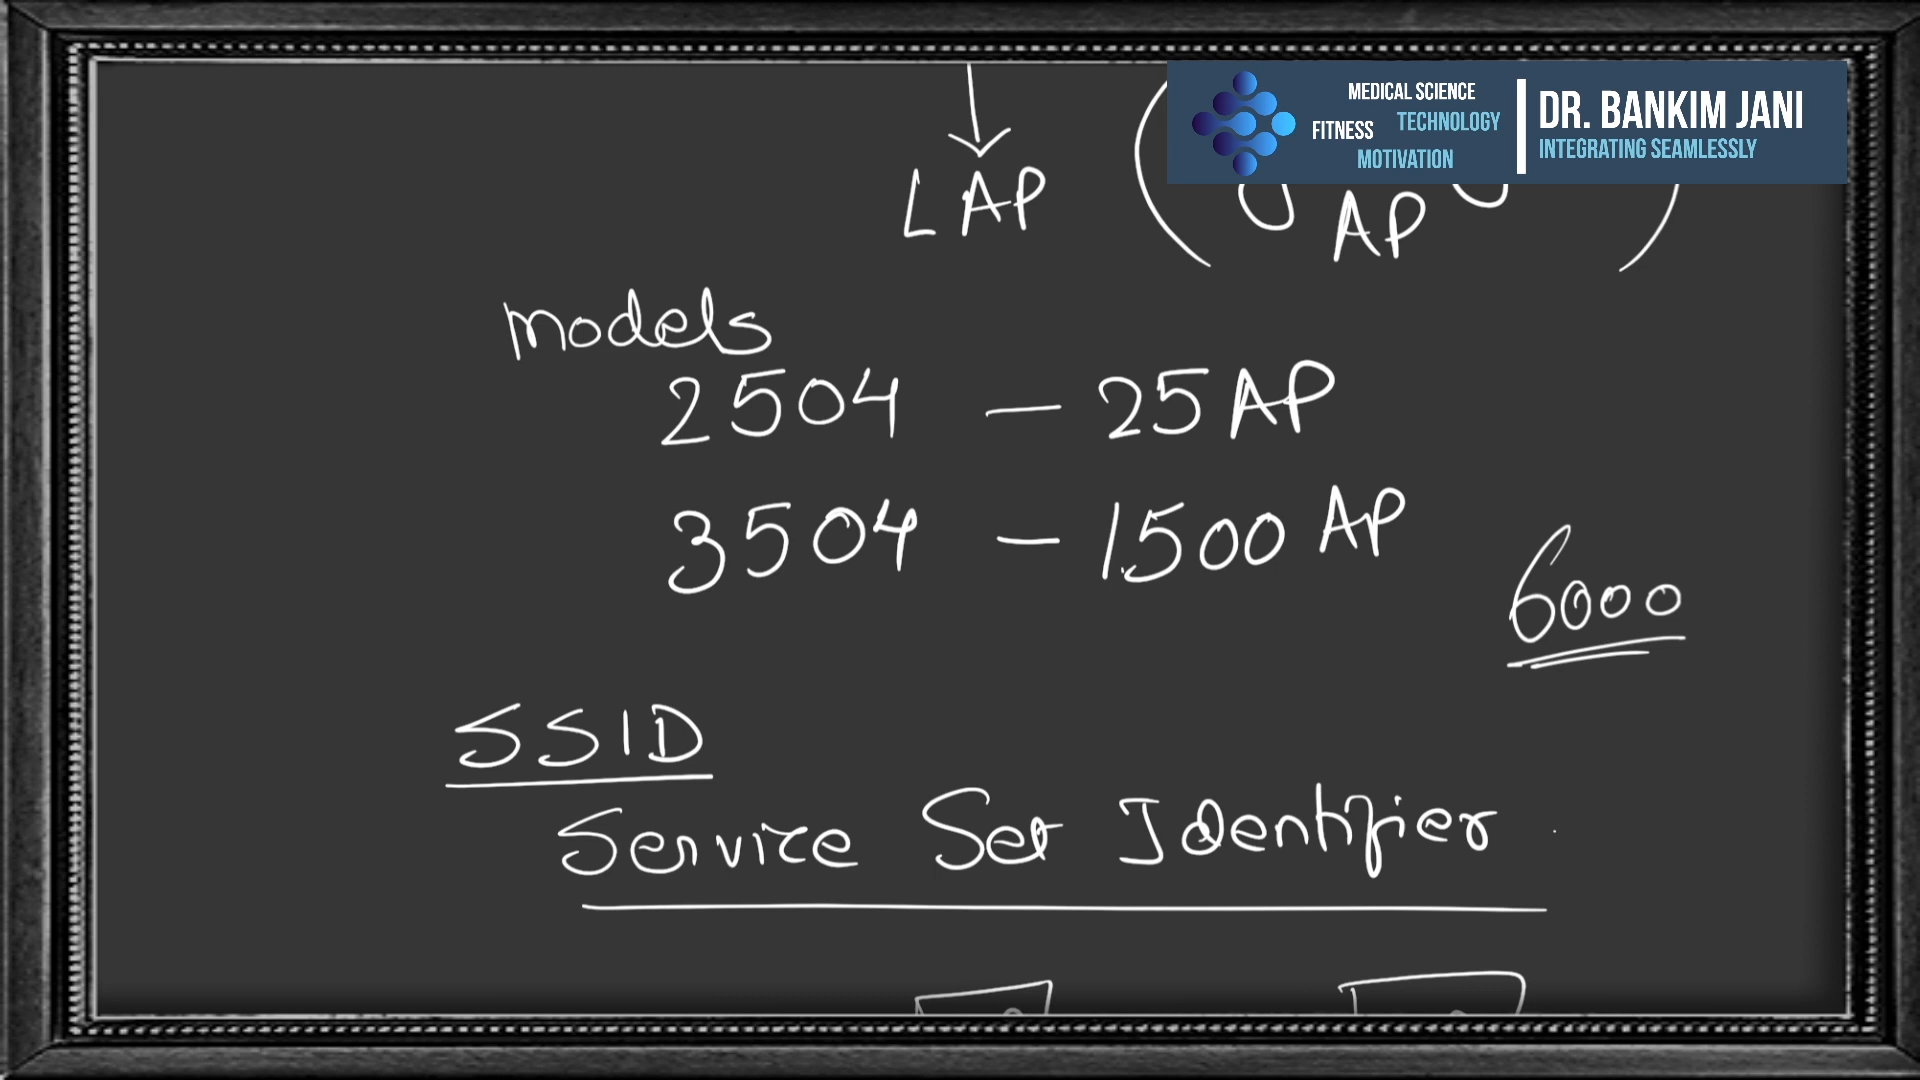 MEDICAL SCIENCE
FITNESS TECHNOLOGY
MOTIVATION
DR. BANKIM JANI
INTEGRATING SEAMLESSLY
LAP
AP
models
2504 — 25 AP
3504 — 1500 AP
6000
SSID
Service Set Identifier